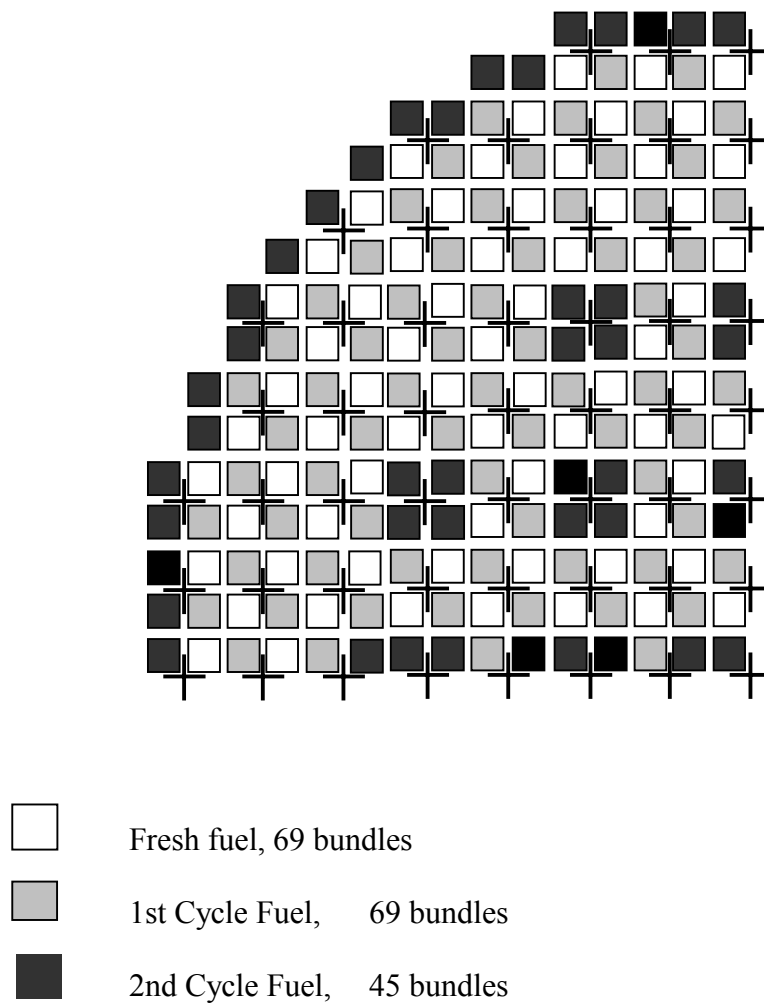 Fresh fuel, 69 bundles
1st Cycle Fuel, 69 bundles
2nd Cycle Fuel, 45 bundles